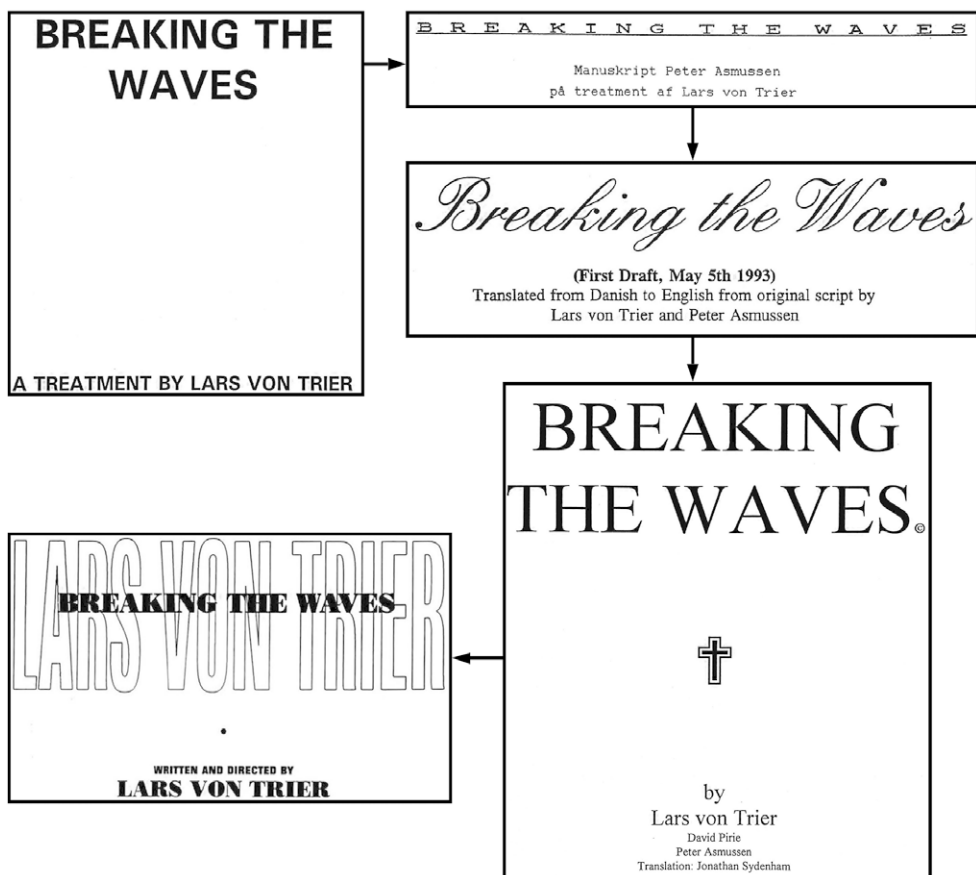 BREAKING THE
WAVES
A TREATMENT BY LARS VON TRIER
BREAKING THE WAVES
Manuskript Peter Asmussen
på treatment af Lars von Trier
Breaking the Waves
(First Draft, May 5th 1993)
Translated from Danish to English from original script by
Lars von Trier and Peter Asmussen
BREAKING
THE WAVES©
by
Lars von Trier
David Pirie
Peter Asmussen
Translation: Jonathan Sydenham
LARS VON TRIER
BREAKING THE WAVES
WRITTEN AND DIRECTED BY
LARS VON TRIER